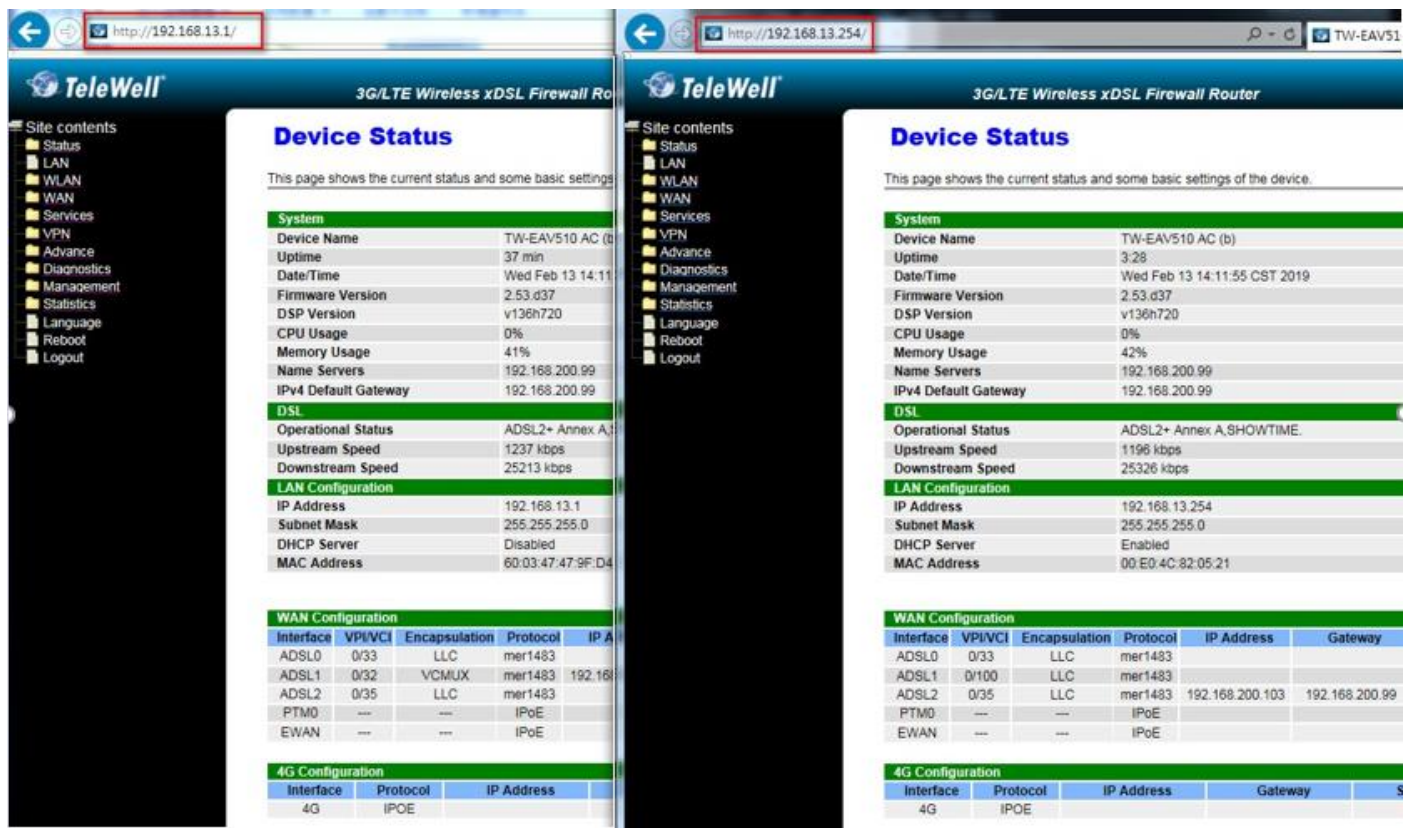 http://192.168.13.1/
TeleWell
3G/LTE Wireless xDSL Firewall Ro
Site contents
Status
LAN
WLAN
WAN
Services
VPN
Advance
Diagnostics
Management
Statistics
Language
Reboot
Logout
Device Status
This page shows the current status and some basic settings
System
Device Name TW-EAV510 AC (b
Uptime 37 min
Date/Time Wed Feb 13 14:11
Firmware Version 2.53.d37
DSP Version v136h720
CPU Usage 0%
Memory Usage 41%
Name Servers 192.168.200.99
IPv4 Default Gateway 192.168.200.99
DSL
Operational Status ADSL2+ Annex A,S
Upstream Speed 1237 kbps
Downstream Speed 25213 kbps
LAN Configuration
IP Address 192.168.13.1
Subnet Mask 255.255.255.0
DHCP Server Disabled
MAC Address 60:03:47:47:9F:D4
WAN Configuration
Interface VPI/VCI Encapsulation Protocol IP A
ADSL0 0/33 LLC mer1483
ADSL1 0/32 VCMUX mer1483 192.168
ADSL2 0/35 LLC mer1483
PTM0 --- --- IPoE
EWAN --- --- IPoE
4G Configuration
Interface Protocol IP Address
4G IPOE
http://192.168.13.254/
TW-EAV51
TeleWell
3G/LTE Wireless xDSL Firewall Router
Site contents
Status
LAN
WLAN
WAN
Services
VPN
Advance
Diagnostics
Management
Statistics
Language
Reboot
Logout
Device Status
This page shows the current status and some basic settings of the device.
System
Device Name TW-EAV510 AC (b)
Uptime 3:28
Date/Time Wed Feb 13 14:11:55 CST 2019
Firmware Version 2.53.d37
DSP Version v136h720
CPU Usage 0%
Memory Usage 42%
Name Servers 192.168.200.99
IPv4 Default Gateway 192.168.200.99
DSL
Operational Status ADSL2+ Annex A,SHOWTIME.
Upstream Speed 1196 kbps
Downstream Speed 25326 kbps
LAN Configuration
IP Address 192.168.13.254
Subnet Mask 255.255.255.0
DHCP Server Enabled
MAC Address 00:E0:4C:82:05:21
WAN Configuration
Interface VPI/VCI Encapsulation Protocol IP Address Gateway
ADSL0 0/33 LLC mer1483
ADSL1 0/100 LLC mer1483
ADSL2 0/35 LLC mer1483 192.168.200.103 192.168.200.99
PTM0 --- --- IPoE
EWAN --- --- IPoE
4G Configuration
Interface Protocol IP Address Gateway S
4G IPOE